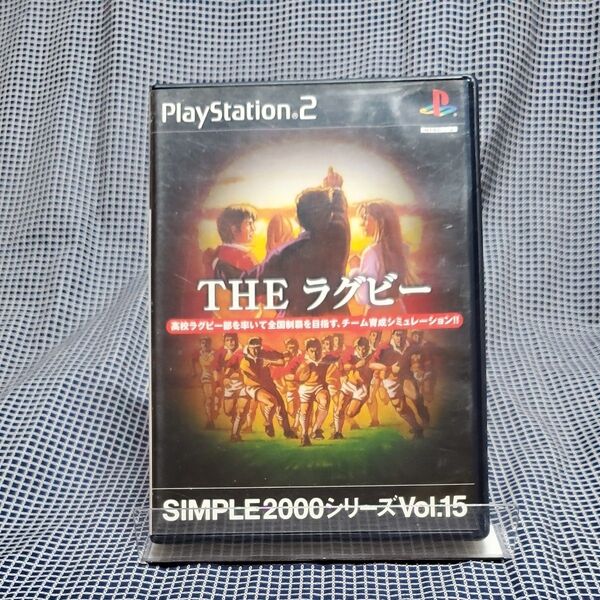 PlayStation.2
THE ラグビー
高校ラグビー部を率いて全国制覇を目指す、チーム育成シミュレーション!!
SIMPLE2000シリーズVol.15